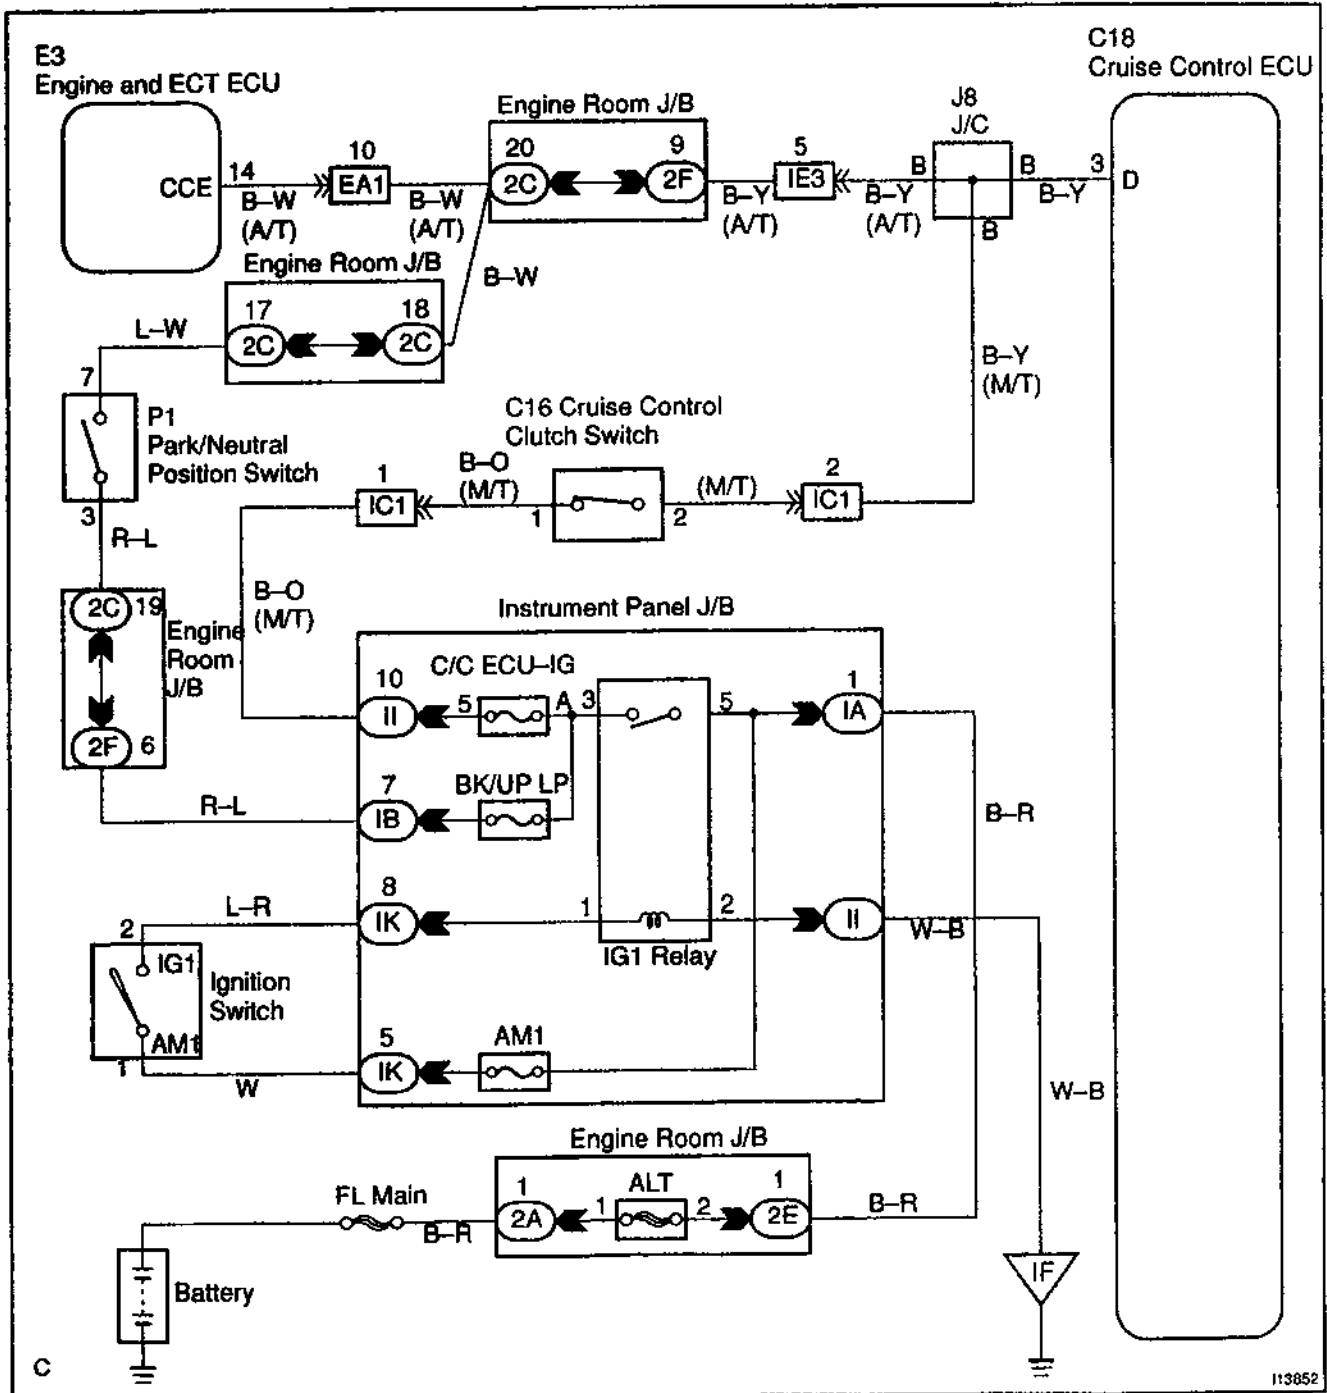 E3
Engine and ECT ECU
C18
Cruise Control ECU
Engine Room J/B
J8
J/C
CCE
14
10
EA1
B–W
(A/T)
B–W
(A/T)
20
2C
9
2F
B–Y
(A/T)
5
IE3
B
B–Y
(A/T)
B
B–Y
B
3
D
Engine Room J/B
17
2C
18
2C
B–W
L–W
7
P1
Park/Neutral
Position Switch
3
R–L
B–Y
(M/T)
C16 Cruise Control
Clutch Switch
1
IC1
B–O
(M/T)
1
2
(M/T)
2
IC1
2C
19
Engine
Room
J/B
2F
6
B–O
(M/T)
Instrument Panel J/B
C/C ECU–IG
10
II
5
A
3
5
1
IA
7
IB
BK/UP LP
R–L
B–R
8
IK
L–R
1
2
II
W–B
IG1 Relay
2
IG1
Ignition
Switch
AM1
1
W
5
IK
AM1
W–B
Engine Room J/B
FL Main
B–R
1
2A
1
ALT
2
1
2E
B–R
Battery
IF
C
I13852